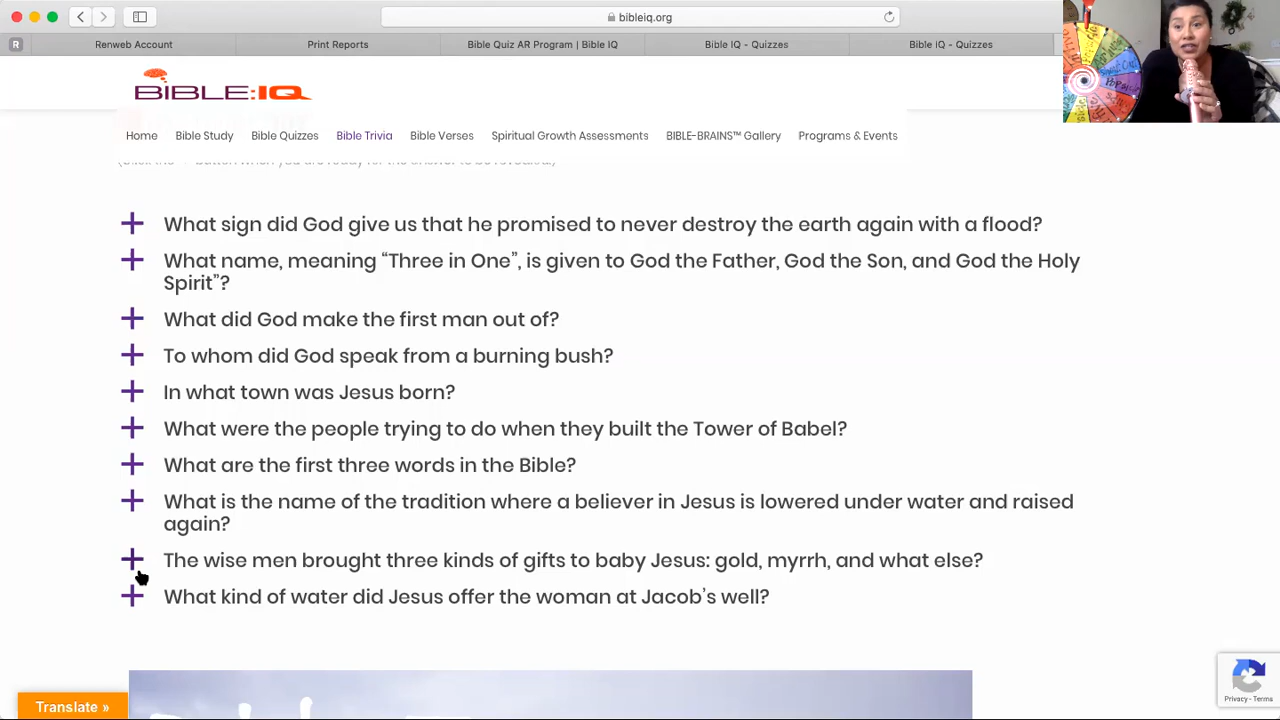 bibleiq.org
R
Renweb Account
Print Reports
Bible Quiz AR Program | Bible IQ
Bible IQ - Quizzes
Bible IQ - Quizzes
BIBLE:IQ
Home
Bible Study
Bible Quizzes
Bible Trivia
Bible Verses
Spiritual Growth Assessments
BIBLE-BRAINS™ Gallery
Programs & Events
What sign did God give us that he promised to never destroy the earth again with a flood?
What name, meaning “Three in One”, is given to God the Father, God the Son, and God the Holy
Spirit”?
What did God make the first man out of?
To whom did God speak from a burning bush?
In what town was Jesus born?
What were the people trying to do when they built the Tower of Babel?
What are the first three words in the Bible?
What is the name of the tradition where a believer in Jesus is lowered under water and raised
again?
The wise men brought three kinds of gifts to baby Jesus: gold, myrrh, and what else?
What kind of water did Jesus offer the woman at Jacob’s well?
Translate »
Privacy - Terms